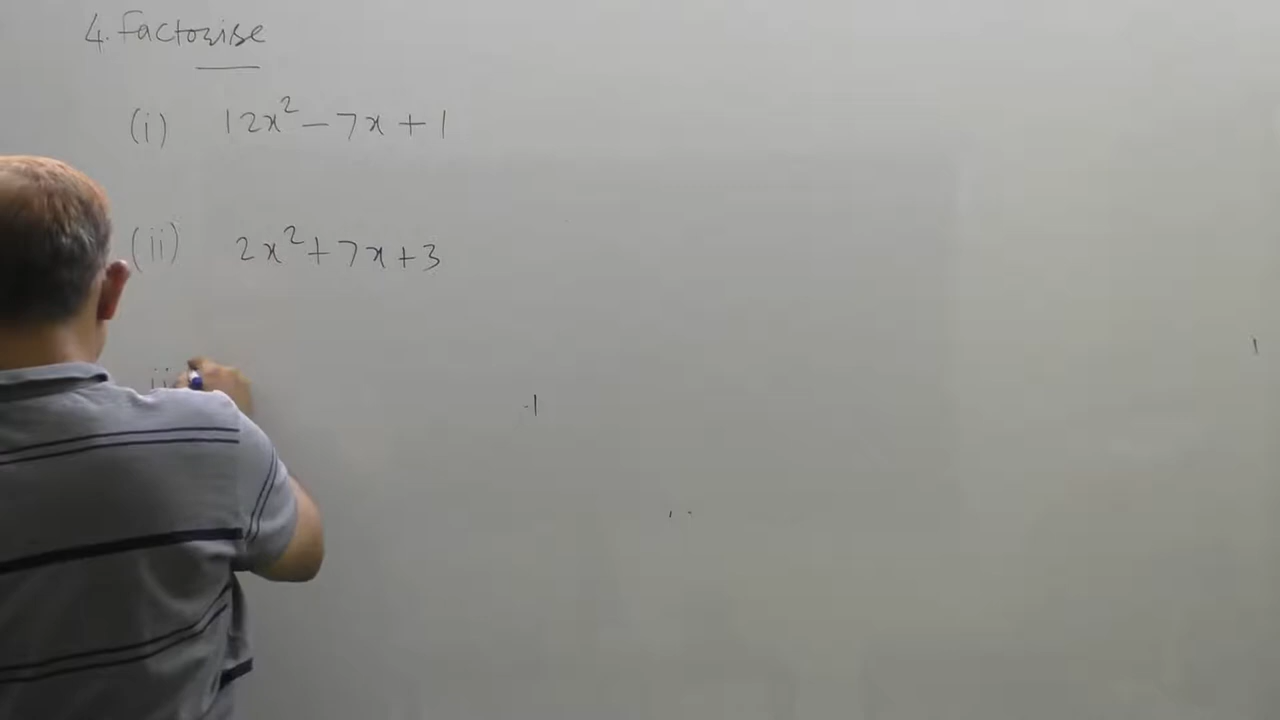 4. Factorise
(i) 12x² - 7x + 1
(ii) 2x² + 7x + 3